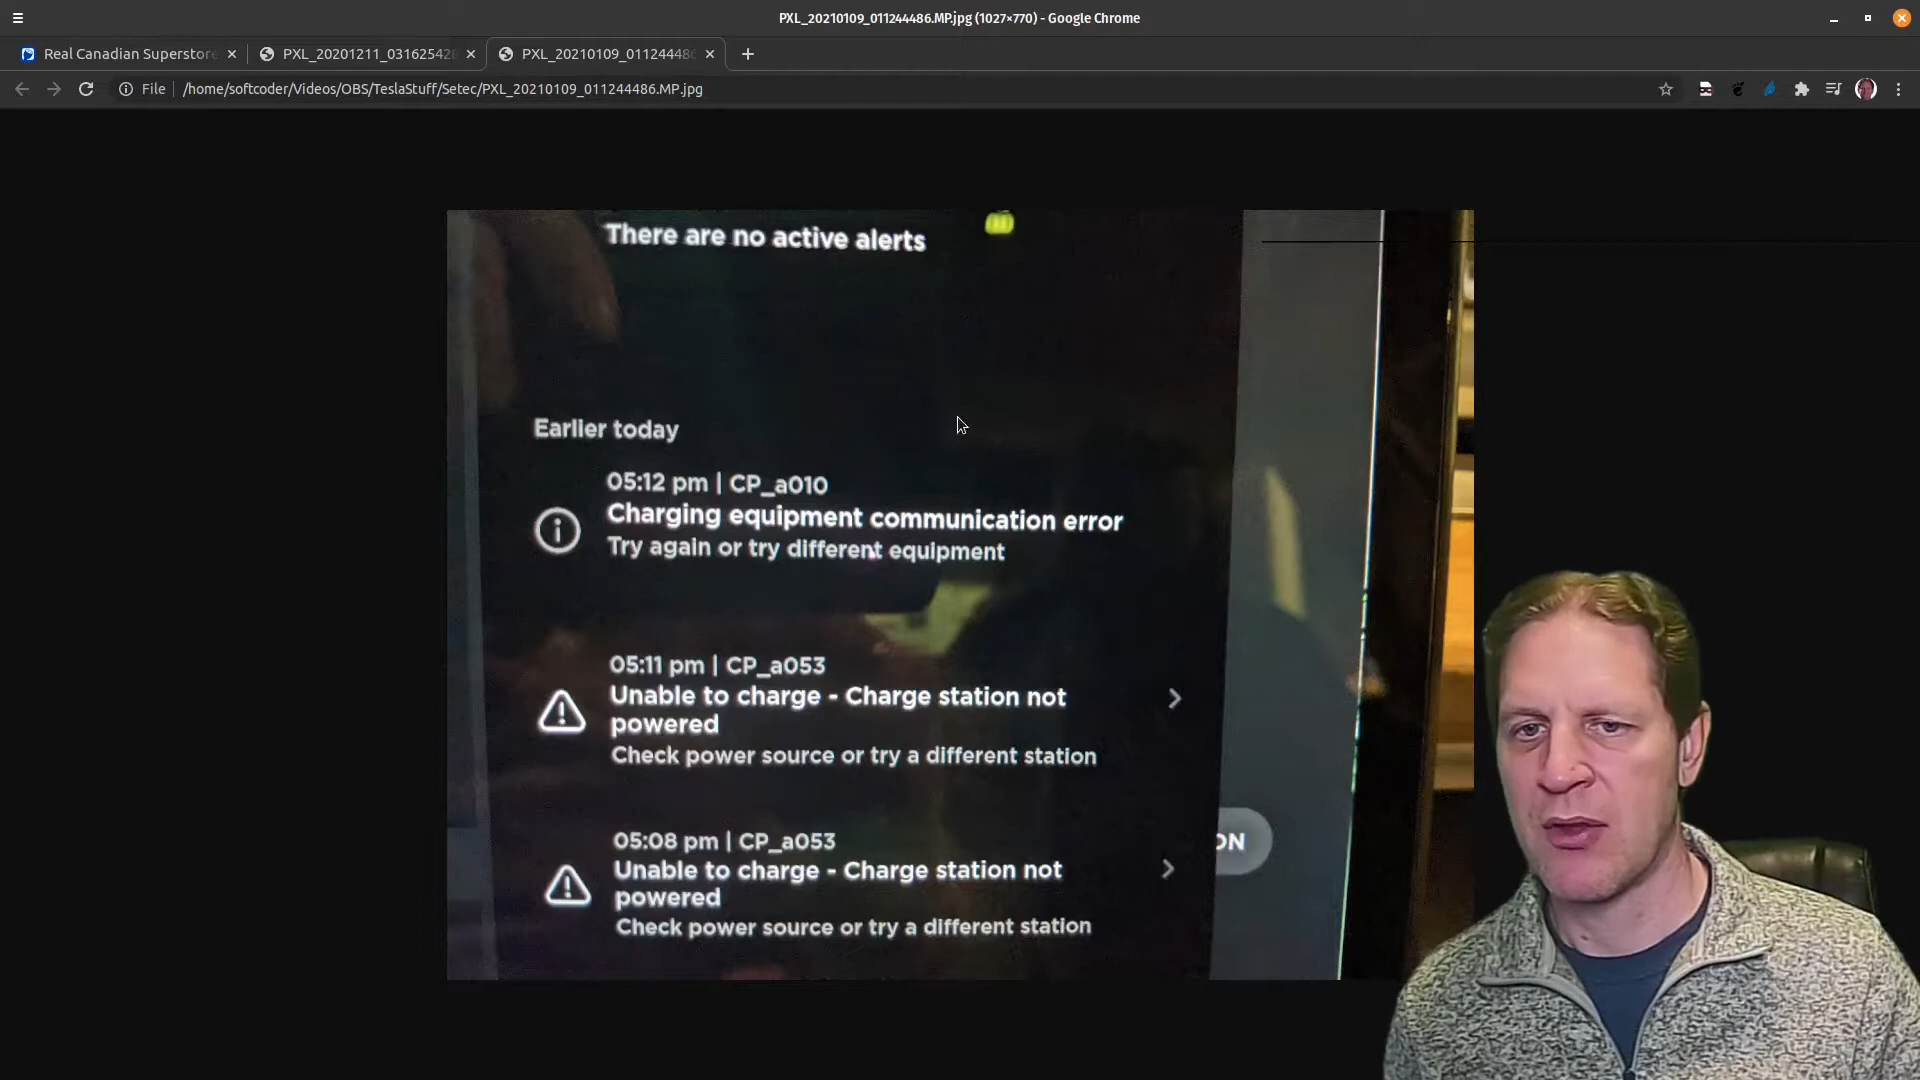 PXL_20210109_011244486.MP.jpg (1027×770) - Google Chrome
Real Canadian Superstore
PXL_20201211_03162542
PXL_20210109_01124448
File
/home/softcoder/Videos/OBS/TeslaStuff/Setec/PXL_20210109_011244486.MP.jpg
There are no active alerts
Earlier today
05:12 pm | CP_a010
Charging equipment communication error
Try again or try different equipment
05:11 pm | CP_a053
Unable to charge - Charge station not
powered
Check power source or try a different station
05:08 pm | CP_a053
Unable to charge - Charge station not
powered
Check power source or try a different station
ON